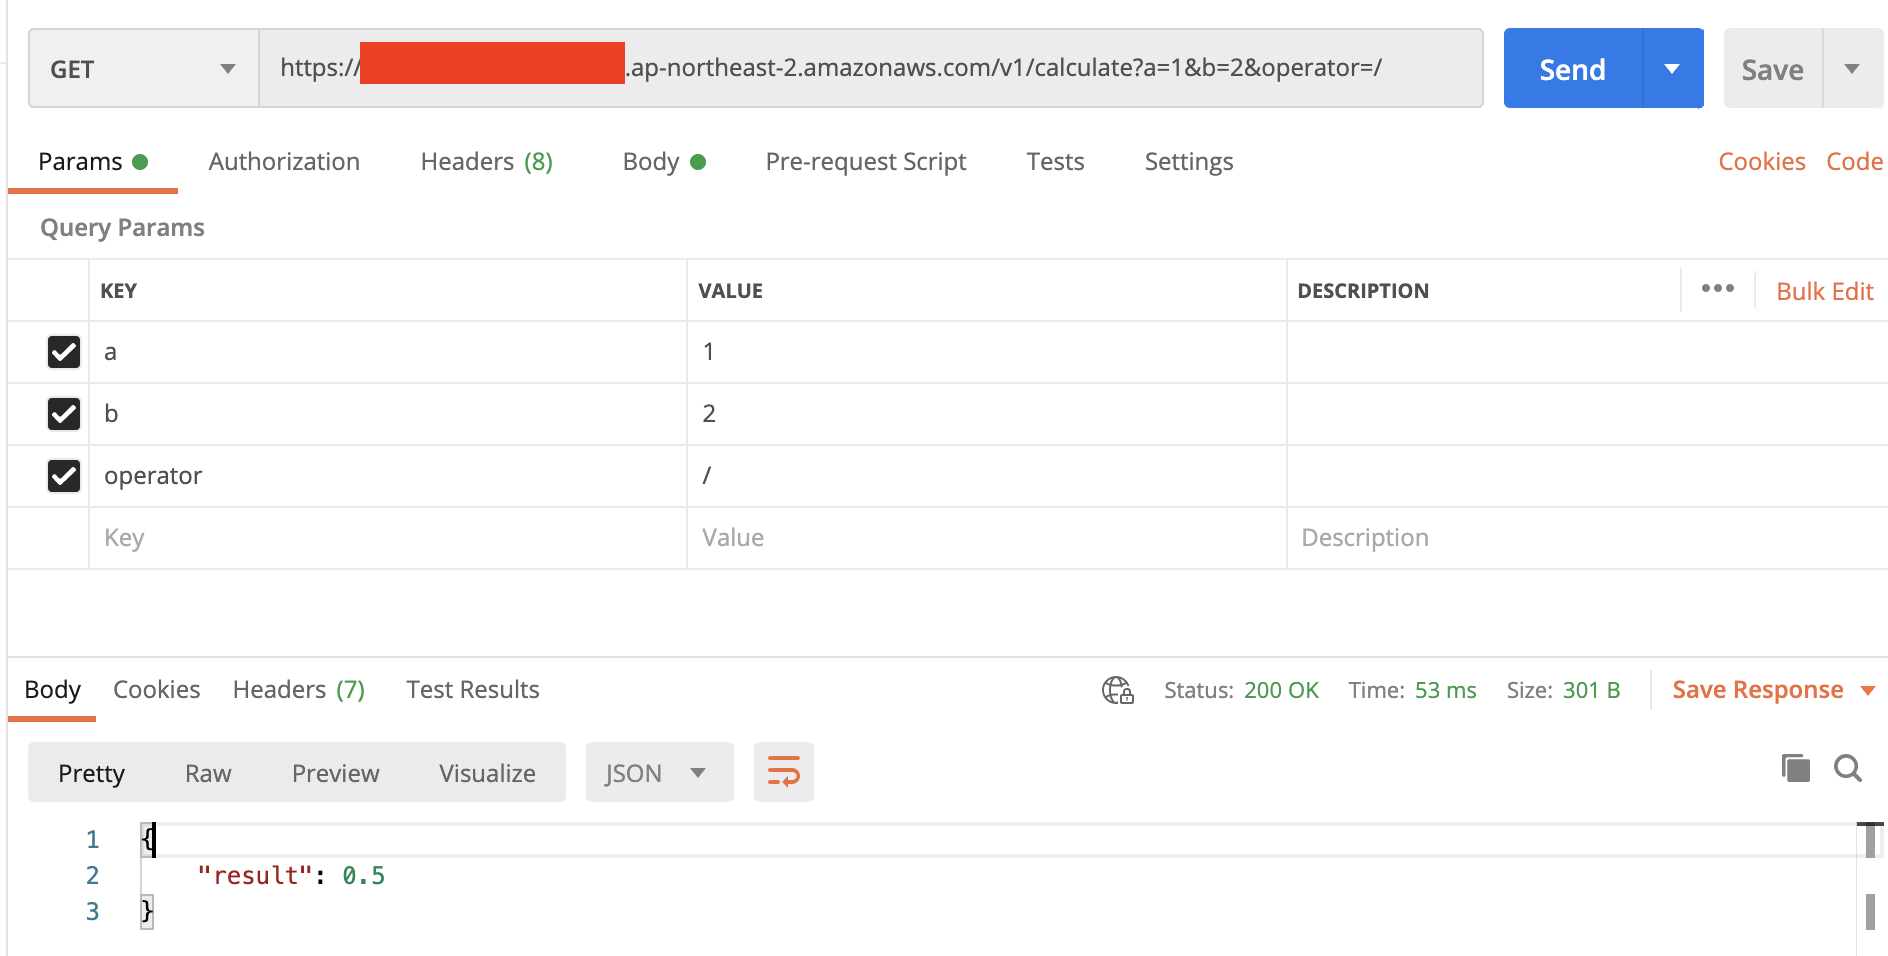 GET https://.ap-northeast-2.amazonaws.com/v1/calculate?a=1&b=2&operator=/ Send Save
Params Authorization Headers (8) Body Pre-request Script Tests Settings Cookies Code
Query Params
KEY VALUE DESCRIPTION ••• Bulk Edit
a 1
b 2
operator /
Key Value Description
Body Cookies Headers (7) Test Results Status: 200 OK Time: 53 ms Size: 301 B Save Response
Pretty Raw Preview Visualize JSON
1 {
2 "result": 0.5
3 }